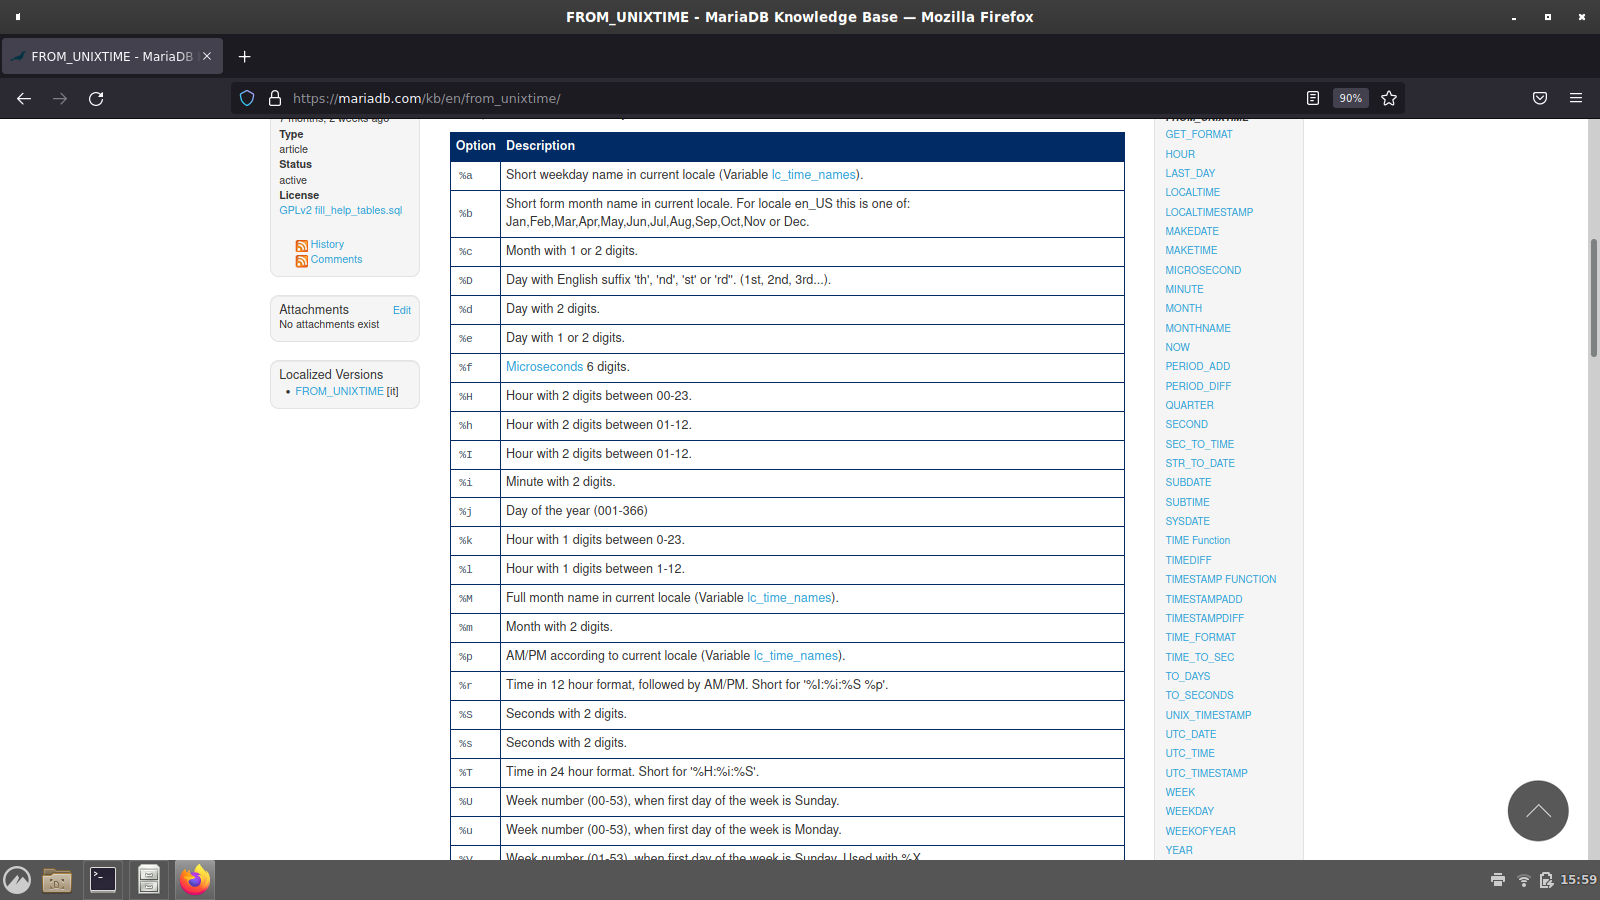 FROM_UNIXTIME - MariaDB Knowledge Base — Mozilla Firefox
FROM_UNIXTIME - MariaDB
https://mariadb.com/kb/en/from_unixtime/
90%
7 months, 2 weeks ago
Type
article
Status
active
License
GPLv2 fill_help_tables.sql
History
Comments
Attachments Edit
No attachments exist
Localized Versions
• FROM_UNIXTIME [it]
Option Description
%a Short weekday name in current locale (Variable lc_time_names).
%b Short form month name in current locale. For locale en_US this is one of:
Jan,Feb,Mar,Apr,May,Jun,Jul,Aug,Sep,Oct,Nov or Dec.
%c Month with 1 or 2 digits.
%D Day with English suffix 'th', 'nd', 'st' or 'rd''. (1st, 2nd, 3rd...).
%d Day with 2 digits.
%e Day with 1 or 2 digits.
%f Microseconds 6 digits.
%H Hour with 2 digits between 00-23.
%h Hour with 2 digits between 01-12.
%I Hour with 2 digits between 01-12.
%i Minute with 2 digits.
%j Day of the year (001-366)
%k Hour with 1 digits between 0-23.
%l Hour with 1 digits between 1-12.
%M Full month name in current locale (Variable lc_time_names).
%m Month with 2 digits.
%p AM/PM according to current locale (Variable lc_time_names).
%r Time in 12 hour format, followed by AM/PM. Short for '%I:%i:%S %p'.
%S Seconds with 2 digits.
%s Seconds with 2 digits.
%T Time in 24 hour format. Short for '%H:%i:%S'.
%U Week number (00-53), when first day of the week is Sunday.
%u Week number (00-53), when first day of the week is Monday.
Week number (01-53), when first day of the week is Sunday. Used with %X.
FROM_UNIXTIME
GET_FORMAT
HOUR
LAST_DAY
LOCALTIME
LOCALTIMESTAMP
MAKEDATE
MAKETIME
MICROSECOND
MINUTE
MONTH
MONTHNAME
NOW
PERIOD_ADD
PERIOD_DIFF
QUARTER
SECOND
SEC_TO_TIME
STR_TO_DATE
SUBDATE
SUBTIME
SYSDATE
TIME Function
TIMEDIFF
TIMESTAMP FUNCTION
TIMESTAMPADD
TIMESTAMPDIFF
TIME_FORMAT
TIME_TO_SEC
TO_DAYS
TO_SECONDS
UNIX_TIMESTAMP
UTC_DATE
UTC_TIME
UTC_TIMESTAMP
WEEK
WEEKDAY
WEEKOFYEAR
YEAR
15:59